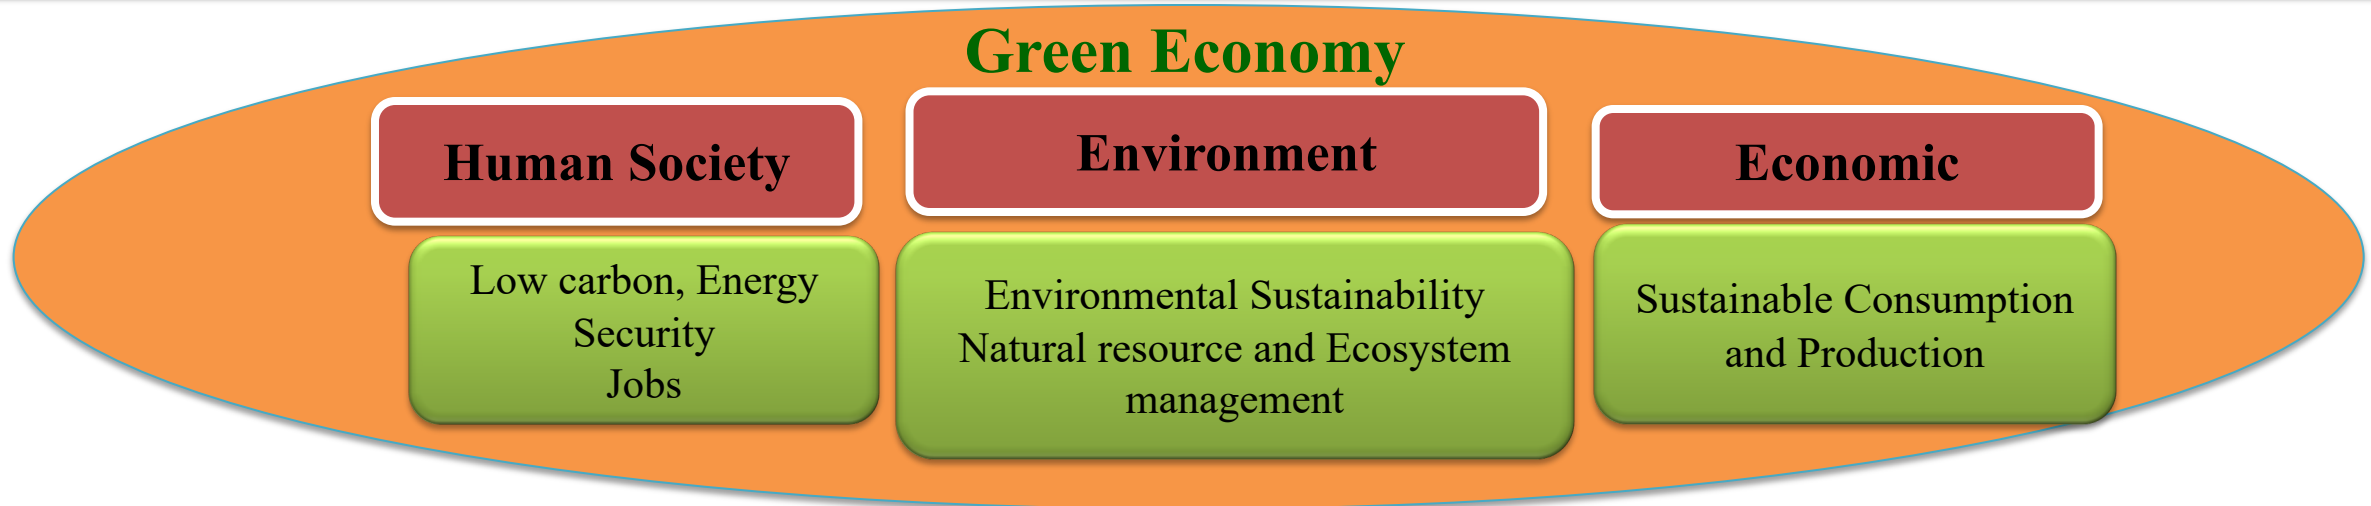 Green Economy
Human Society
Environment
Economic
Low carbon, Energy
Security
Jobs
Environmental Sustainability
Natural resource and Ecosystem
management
Sustainable Consumption
and Production